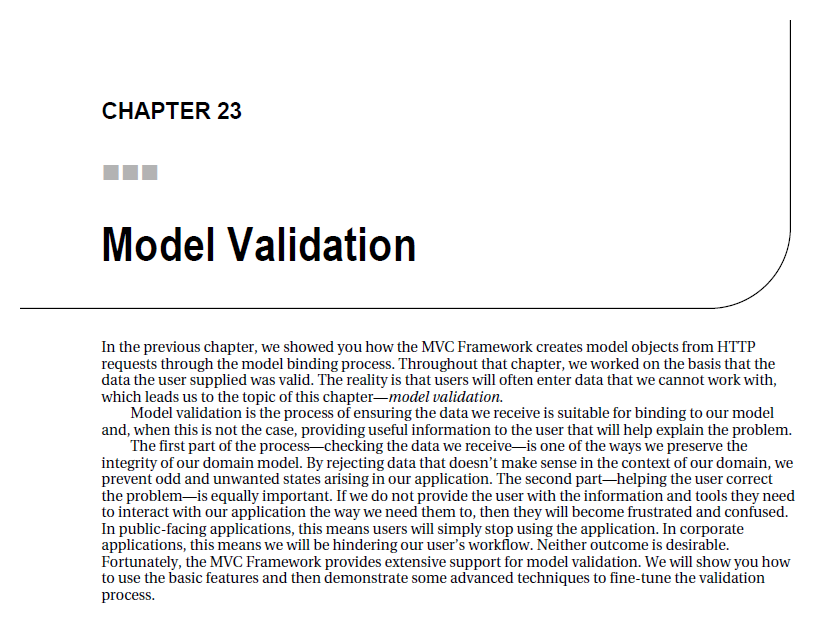 CHAPTER 23
Model Validation
In the previous chapter, we showed you how the MVC Framework creates model objects from HTTP
requests through the model binding process. Throughout that chapter, we worked on the basis that the
data the user supplied was valid. The reality is that users will often enter data that we cannot work with,
which leads us to the topic of this chapter—model validation.
Model validation is the process of ensuring the data we receive is suitable for binding to our model
and, when this is not the case, providing useful information to the user that will help explain the problem.
The first part of the process—checking the data we receive—is one of the ways we preserve the
integrity of our domain model. By rejecting data that doesn’t make sense in the context of our domain, we
prevent odd and unwanted states arising in our application. The second part—helping the user correct
the problem—is equally important. If we do not provide the user with the information and tools they need
to interact with our application the way we need them to, then they will become frustrated and confused.
In public-facing applications, this means users will simply stop using the application. In corporate
applications, this means we will be hindering our user’s workflow. Neither outcome is desirable.
Fortunately, the MVC Framework provides extensive support for model validation. We will show you how
to use the basic features and then demonstrate some advanced techniques to fine-tune the validation
process.